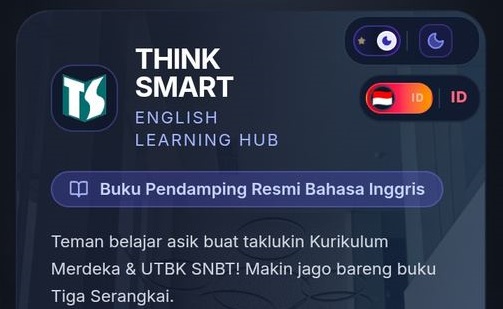 THINK
SMART
ENGLISH
LEARNING HUB
TS
ID
ID
Buku Pendamping Resmi Bahasa Inggris
Teman belajar asik buat taklukin Kurikulum
Merdeka & UTBK SNBT! Makin jago bareng buku
Tiga Serangkai.